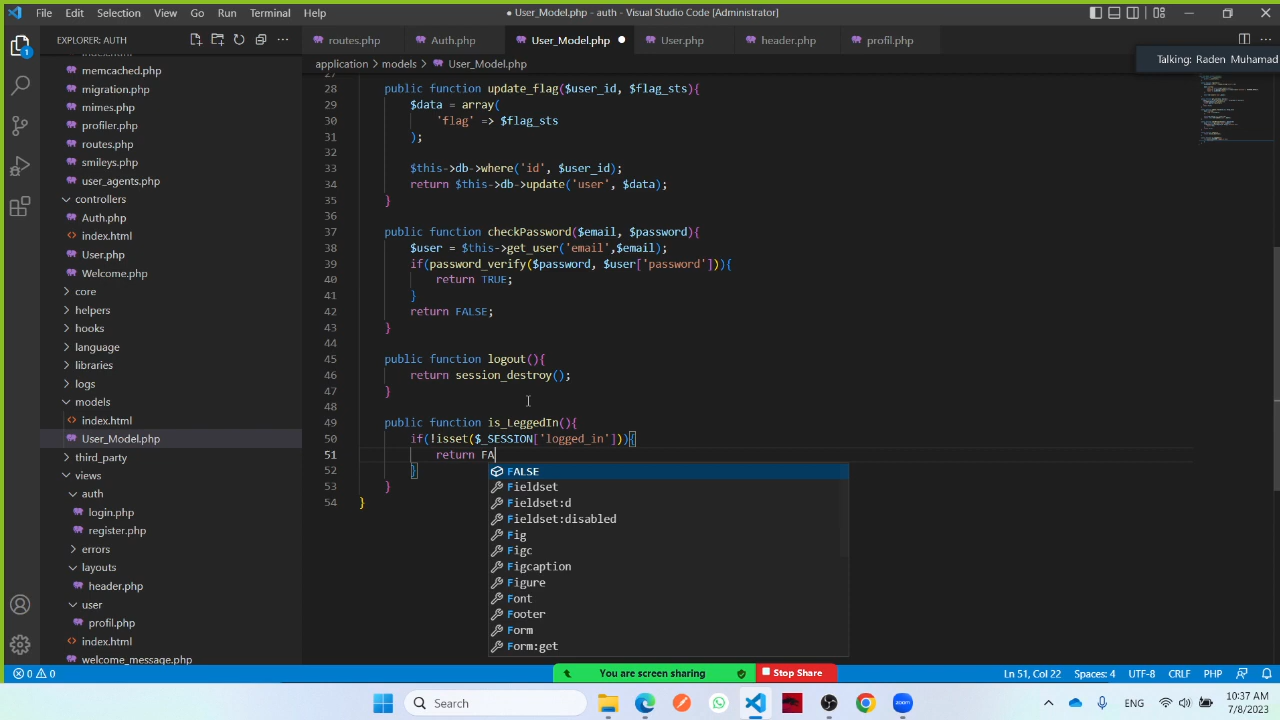 File Edit Selection View Go Run Terminal Help
● User_Model.php - auth - Visual Studio Code [Administrator]
EXPLORER: AUTH
routes.php Auth.php User_Model.php User.php header.php profil.php
application > models > User_Model.php
Talking: Raden Muhamad
memcached.php
migration.php
mimes.php
profiler.php
routes.php
smileys.php
user_agents.php
controllers
Auth.php
index.html
User.php
Welcome.php
core
helpers
hooks
language
libraries
logs
models
index.html
User_Model.php
third_party
views
auth
login.php
register.php
errors
layouts
header.php
user
profil.php
index.html
welcome_message.php
28 public function update_flag($user_id, $flag_sts){
29 $data = array(
30 'flag' => $flag_sts
31 );
32
33 $this->db->where('id', $user_id);
34 return $this->db->update('user', $data);
35 }
36
37 public function checkPassword($email, $password){
38 $user = $this->get_user('email',$email);
39 if(password_verify($password, $user['password'])){
40 return TRUE;
41 }
42 return FALSE;
43 }
44
45 public function logout(){
46 return session_destroy();
47 }
48
49 public function is_LeggedIn(){
50 if(!isset($_SESSION['logged_in'])){
51 return FA
52 }
53 }
54 }
FALSE
Fieldset
Fieldset:d
Fieldset:disabled
Fig
Figc
Figcaption
Figure
Font
Footer
Form
Form:get
0 0
You are screen sharing Stop Share
Ln 51, Col 22 Spaces: 4 UTF-8 CRLF PHP
Search
zoom
ENG
10:37 AM
7/8/2023